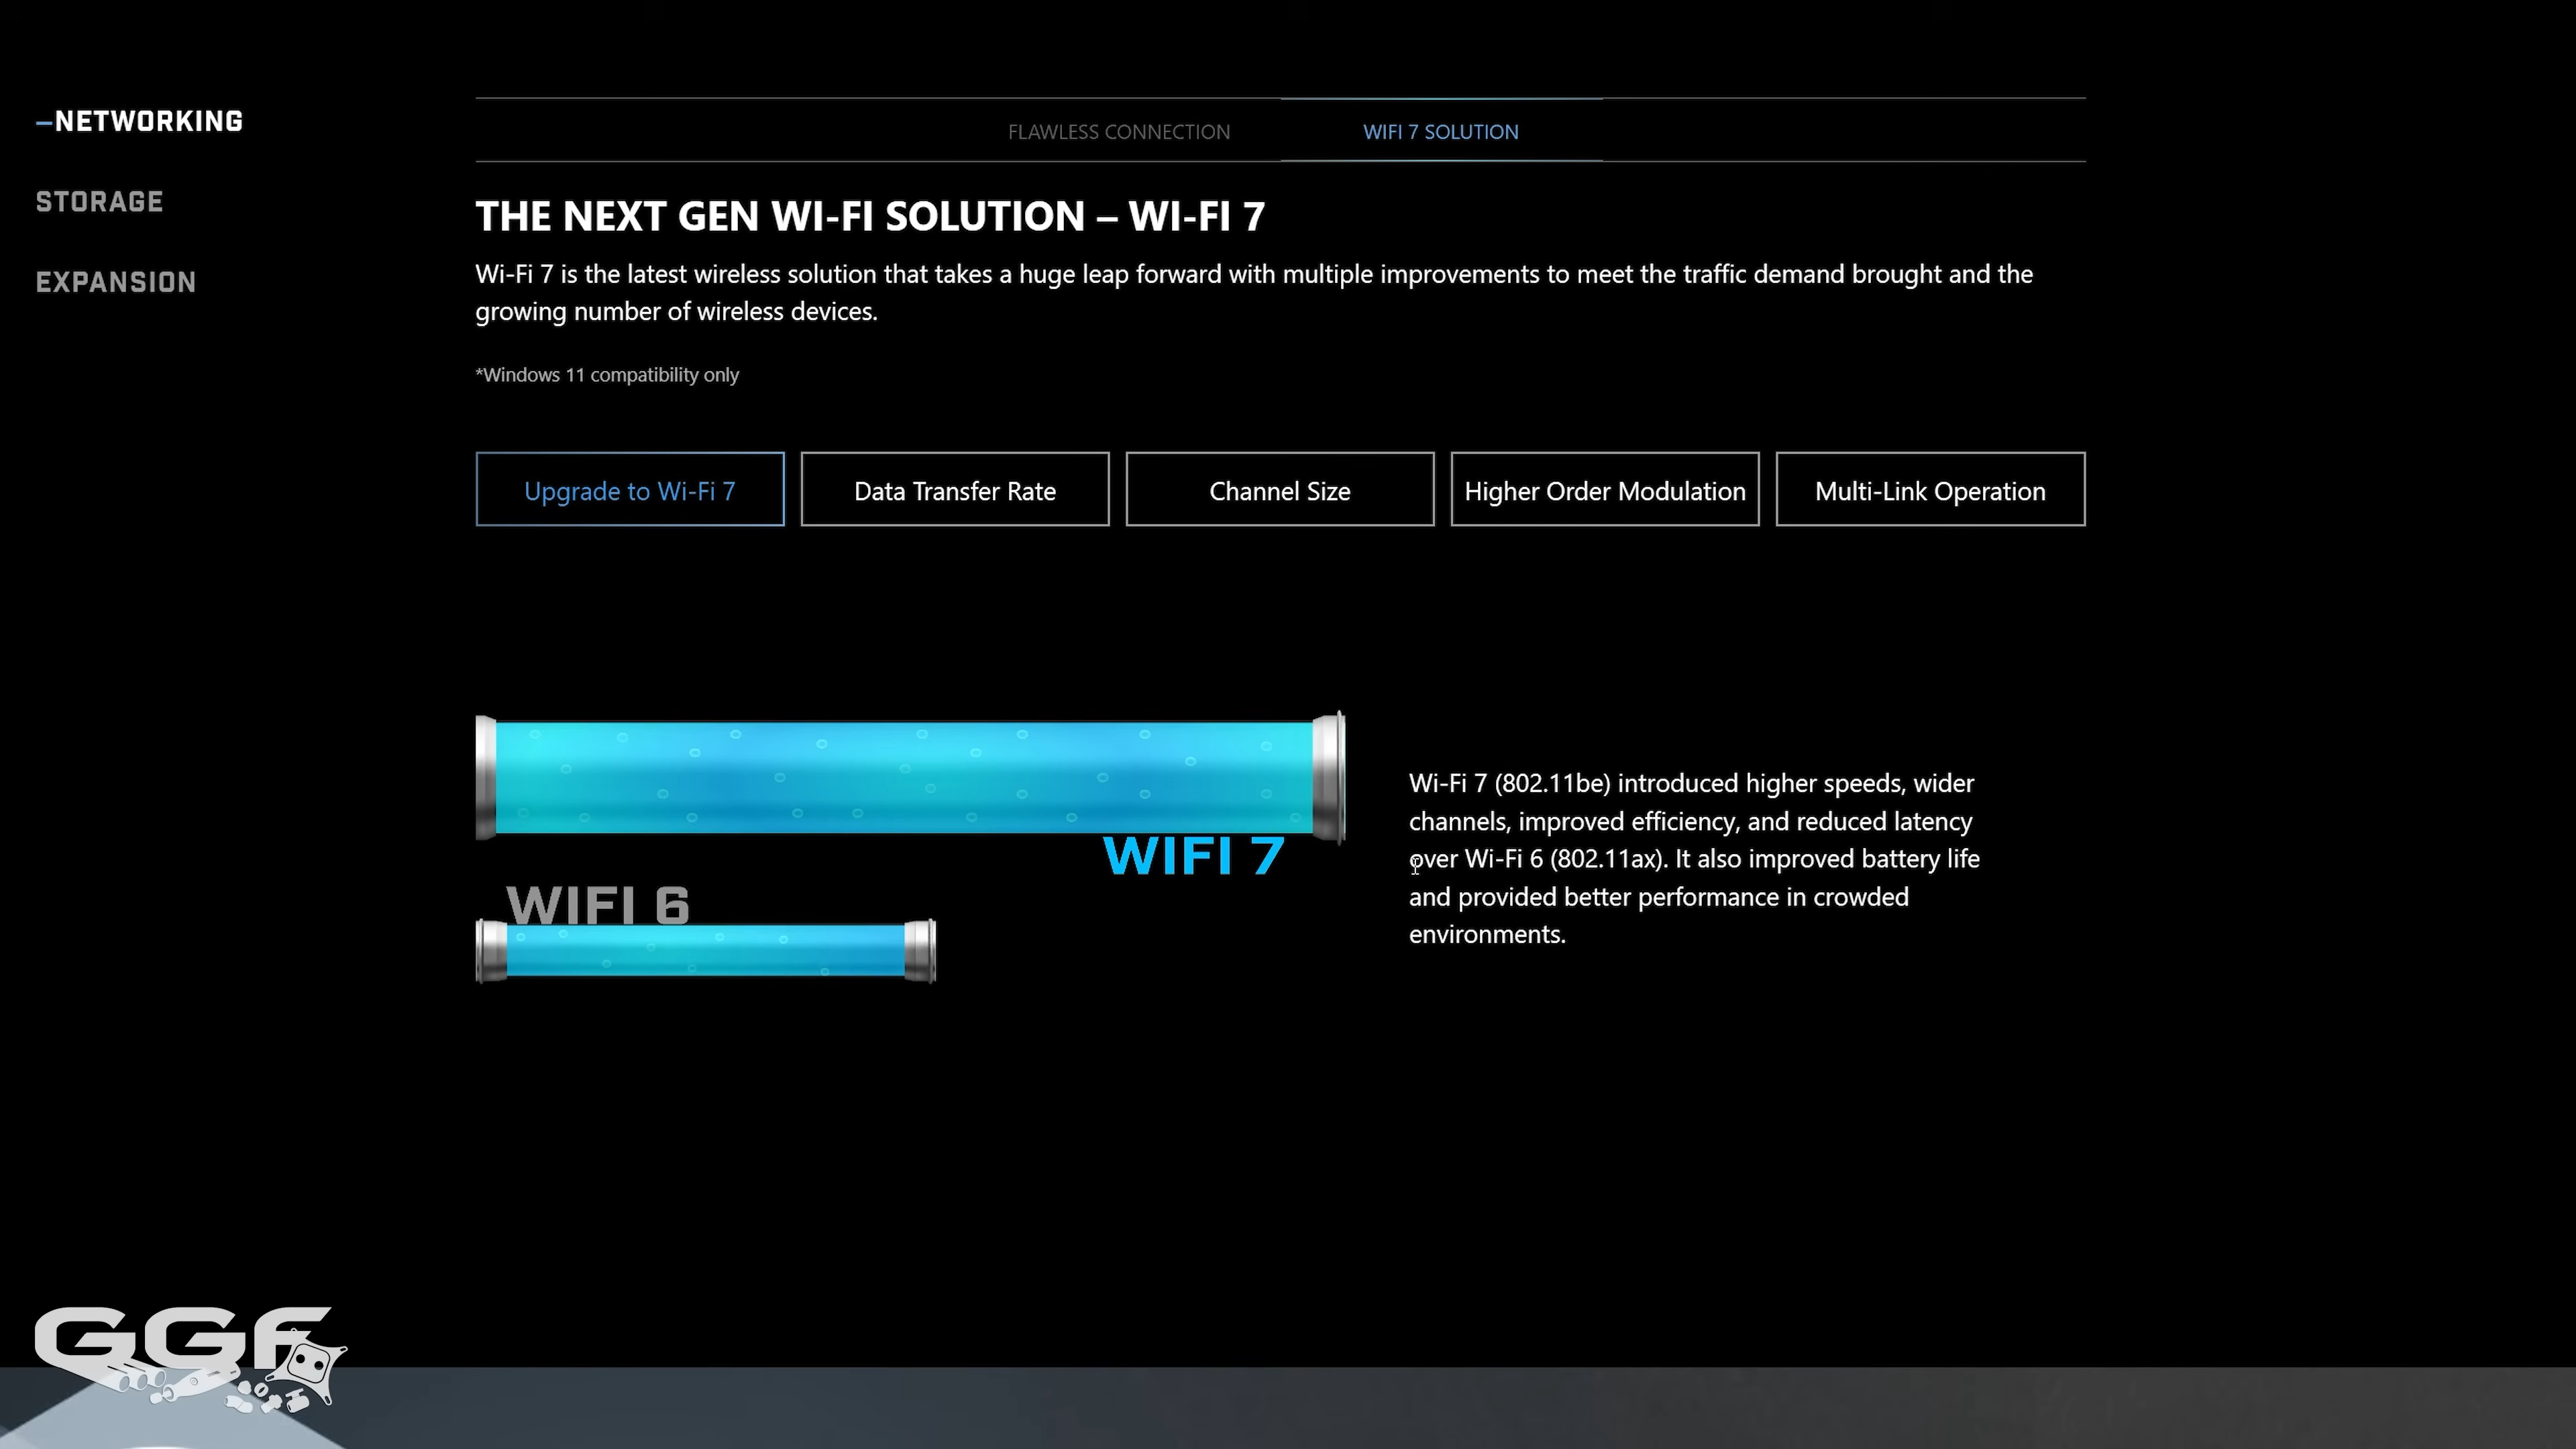 –NETWORKING
STORAGE
EXPANSION
FLAWLESS CONNECTION
WIFI 7 SOLUTION
THE NEXT GEN WI-FI SOLUTION – WI-FI 7
Wi-Fi 7 is the latest wireless solution that takes a huge leap forward with multiple improvements to meet the traffic demand brought and the
growing number of wireless devices.
*Windows 11 compatibility only
Upgrade to Wi-Fi 7
Data Transfer Rate
Channel Size
Higher Order Modulation
Multi-Link Operation
WIFI 7
WIFI 6
Wi-Fi 7 (802.11be) introduced higher speeds, wider
channels, improved efficiency, and reduced latency
over Wi-Fi 6 (802.11ax). It also improved battery life
and provided better performance in crowded
environments.
GGF